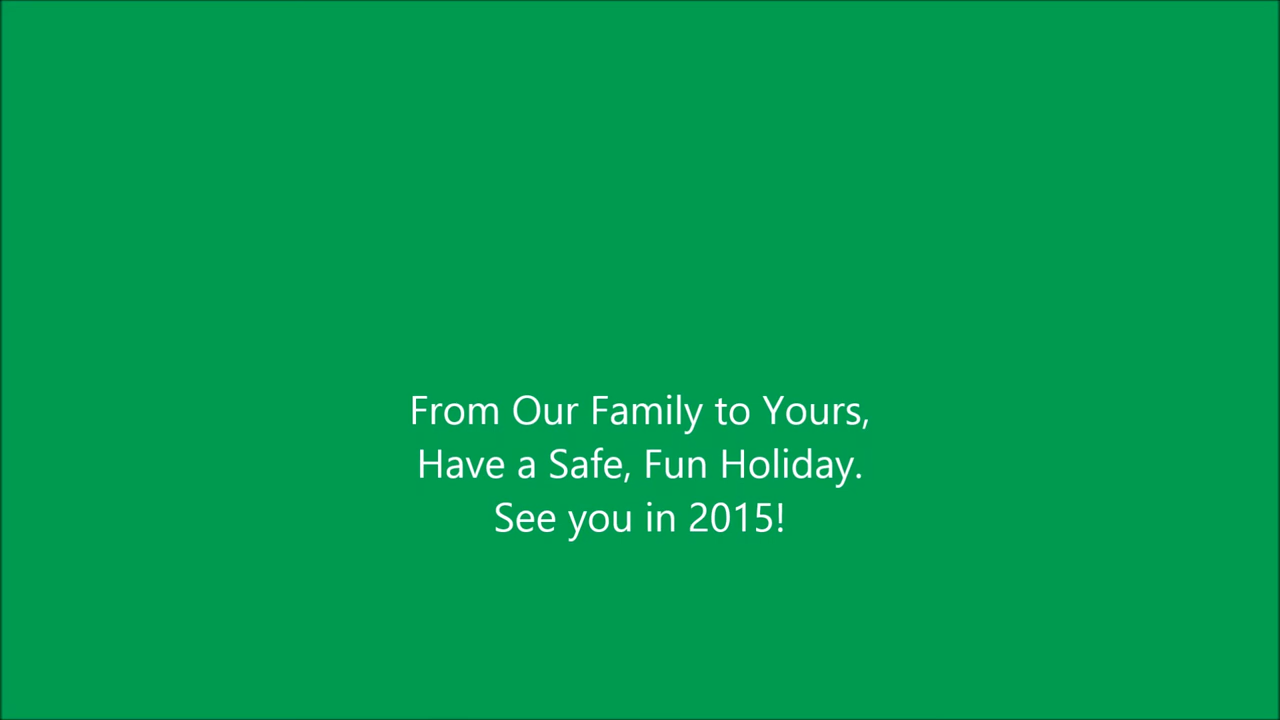 From Our Family to Yours,
Have a Safe, Fun Holiday.
See you in 2015!